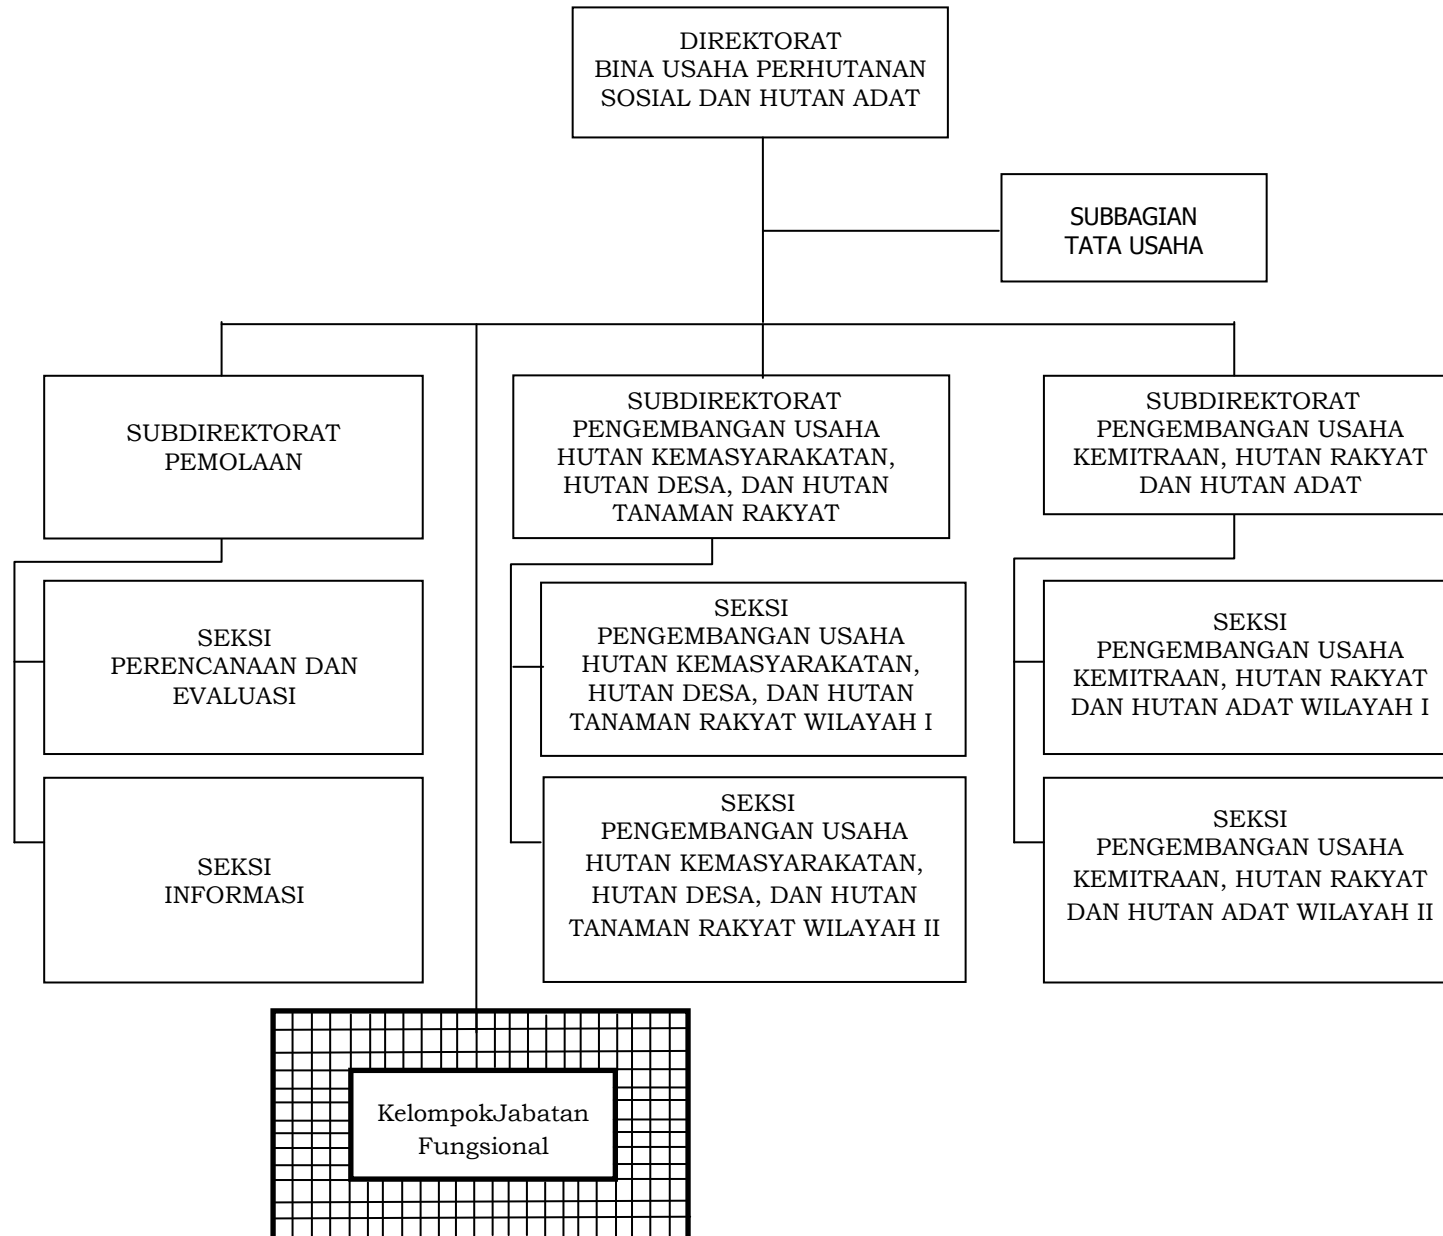 DIREKTORAT
BINA USAHA PERHUTANAN
SOSIAL DAN HUTAN ADAT
SUBBAGIAN
TATA USAHA
SUBDIREKTORAT
PEMOLAAN
SUBDIREKTORAT
PENGEMBANGAN USAHA
HUTAN KEMASYARAKATAN,
HUTAN DESA, DAN HUTAN
TANAMAN RAKYAT
SUBDIREKTORAT
PENGEMBANGAN USAHA
KEMITRAAN, HUTAN RAKYAT
DAN HUTAN ADAT
SEKSI
PERENCANAAN DAN
EVALUASI
SEKSI
PENGEMBANGAN USAHA
HUTAN KEMASYARAKATAN,
HUTAN DESA, DAN HUTAN
TANAMAN RAKYAT WILAYAH I
SEKSI
PENGEMBANGAN USAHA
KEMITRAAN, HUTAN RAKYAT
DAN HUTAN ADAT WILAYAH I
SEKSI
INFORMASI
SEKSI
PENGEMBANGAN USAHA
HUTAN KEMASYARAKATAN,
HUTAN DESA, DAN HUTAN
TANAMAN RAKYAT WILAYAH II
SEKSI
PENGEMBANGAN USAHA
KEMITRAAN, HUTAN RAKYAT
DAN HUTAN ADAT WILAYAH II
KelompokJabatan
Fungsional